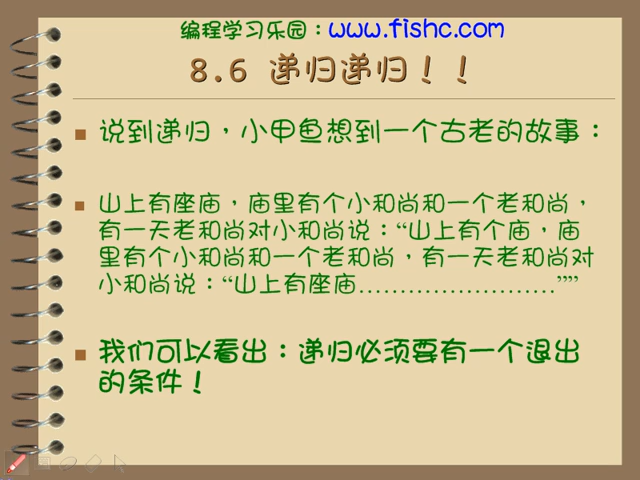 编程学习乐园：www.fishc.com
8.6 递归递归！！
说到递归，小甲鱼想到一个古老的故事：
山上有座庙，庙里有个小和尚和一个老和尚，
有一天老和尚对小和尚说：“山上有个庙，庙
里有个小和尚和一个老和尚，有一天老和尚对
小和尚说：“山上有座庙……………………””
我们可以看出：递归必须要有一个退出
的条件！